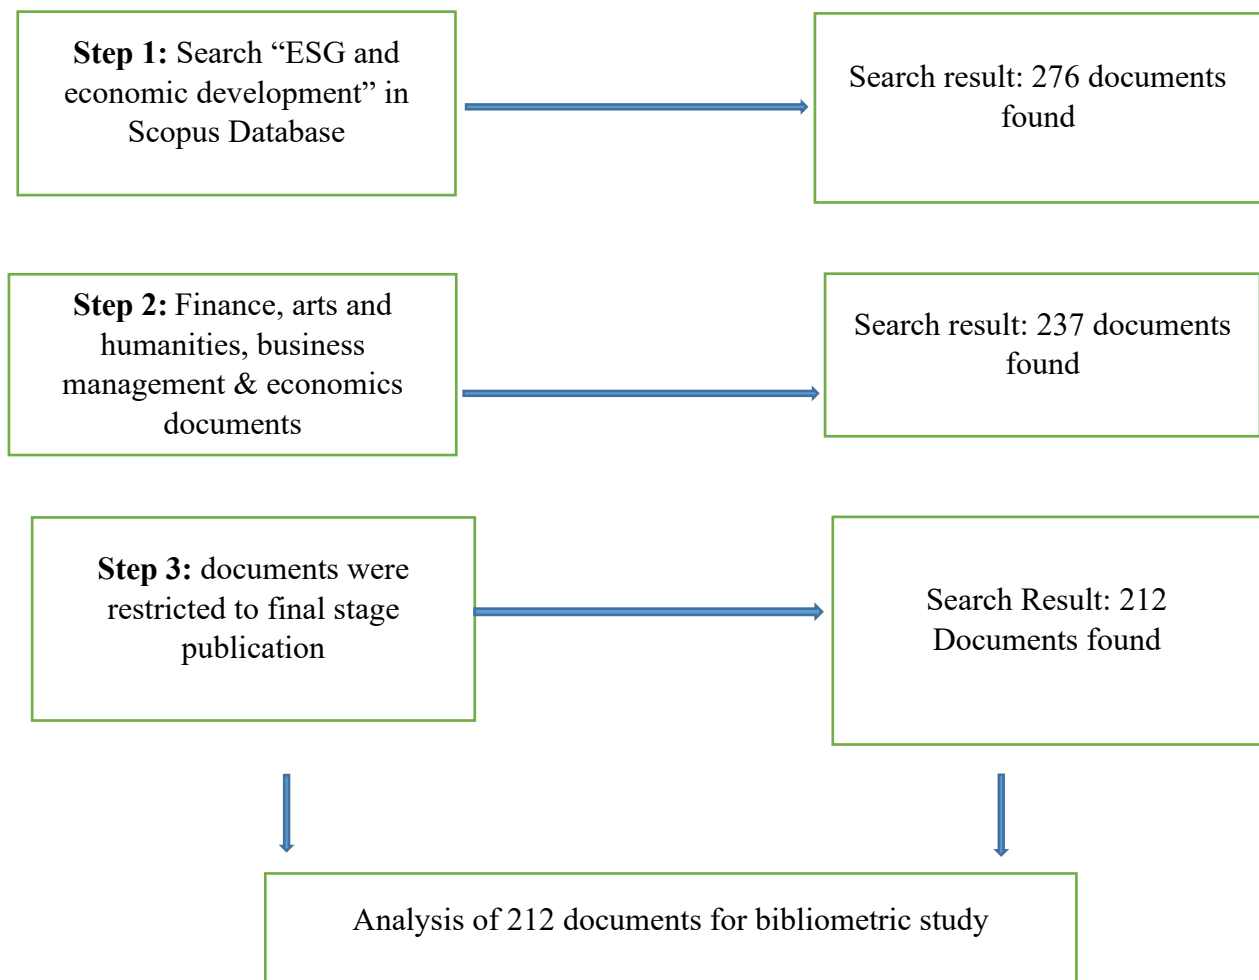 Step 1: Search “ESG and
economic development” in
Scopus Database
Search result: 276 documents
found
Step 2: Finance, arts and
humanities, business
management & economics
documents
Search result: 237 documents
found
Step 3: documents were
restricted to final stage
publication
Search Result: 212
Documents found
Analysis of 212 documents for bibliometric study